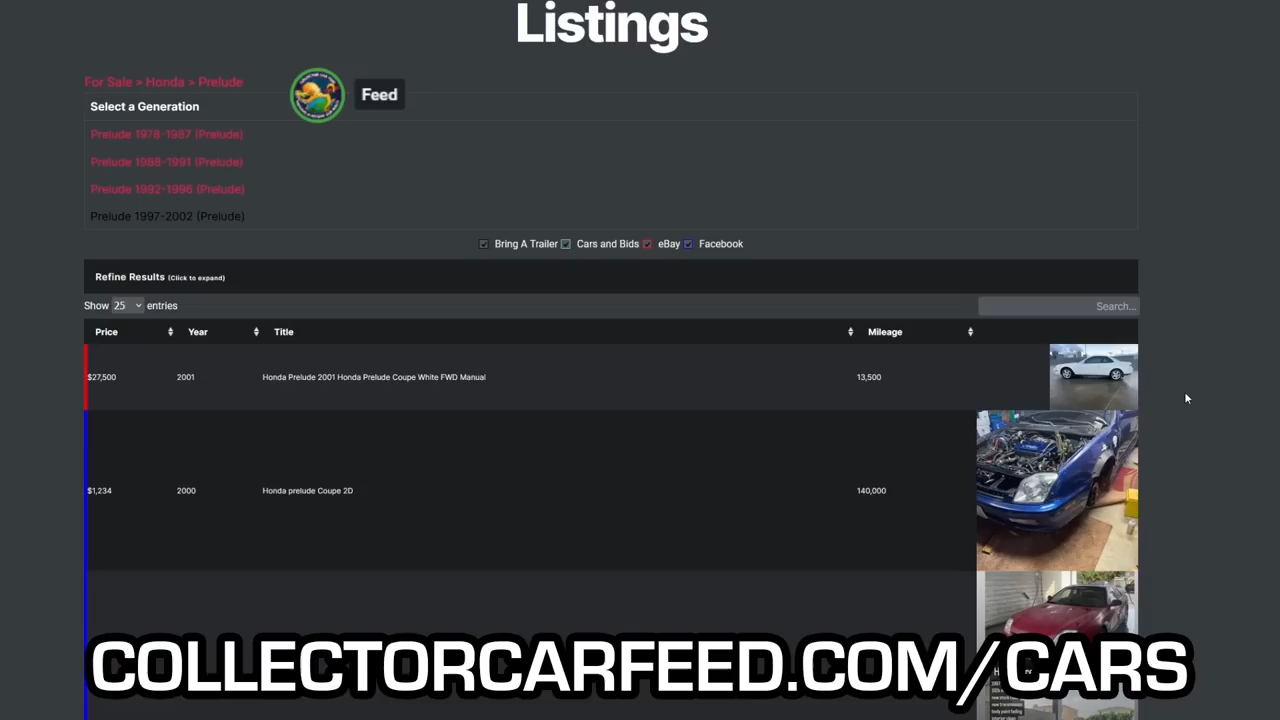 Listings
For Sale > Honda > Prelude
Feed
Select a Generation
Prelude 1978-1987 (Prelude)
Prelude 1988-1991 (Prelude)
Prelude 1992-1996 (Prelude)
Prelude 1997-2002 (Prelude)
Bring A Trailer Cars and Bids eBay Facebook
Refine Results (Click to expand)
Show 25 entries Search...
Price Year Title Mileage
$27,500 2001 Honda Prelude 2001 Honda Prelude Coupe White FWD Manual 13,500
$1,234 2000 Honda prelude Coupe 2D 140,000
COLLECTORCARFEED.COM/CARS